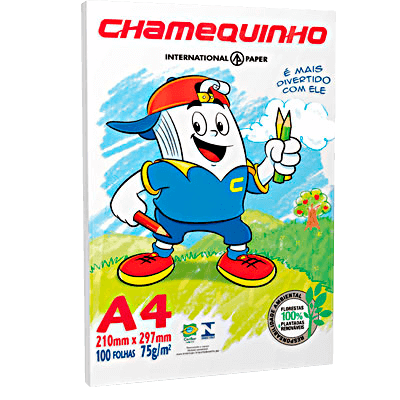 CHAMEQUINHO
INTERNATIONAL PAPER
É MAIS
DIVERTIDO
COM ELE
C
A4
210mm x 297mm
100 FOLHAS 75g/m²
RESPONSABILIDADE AMBIENTAL
FLORESTAS
100%
PLANTADAS
RENOVÁVEIS